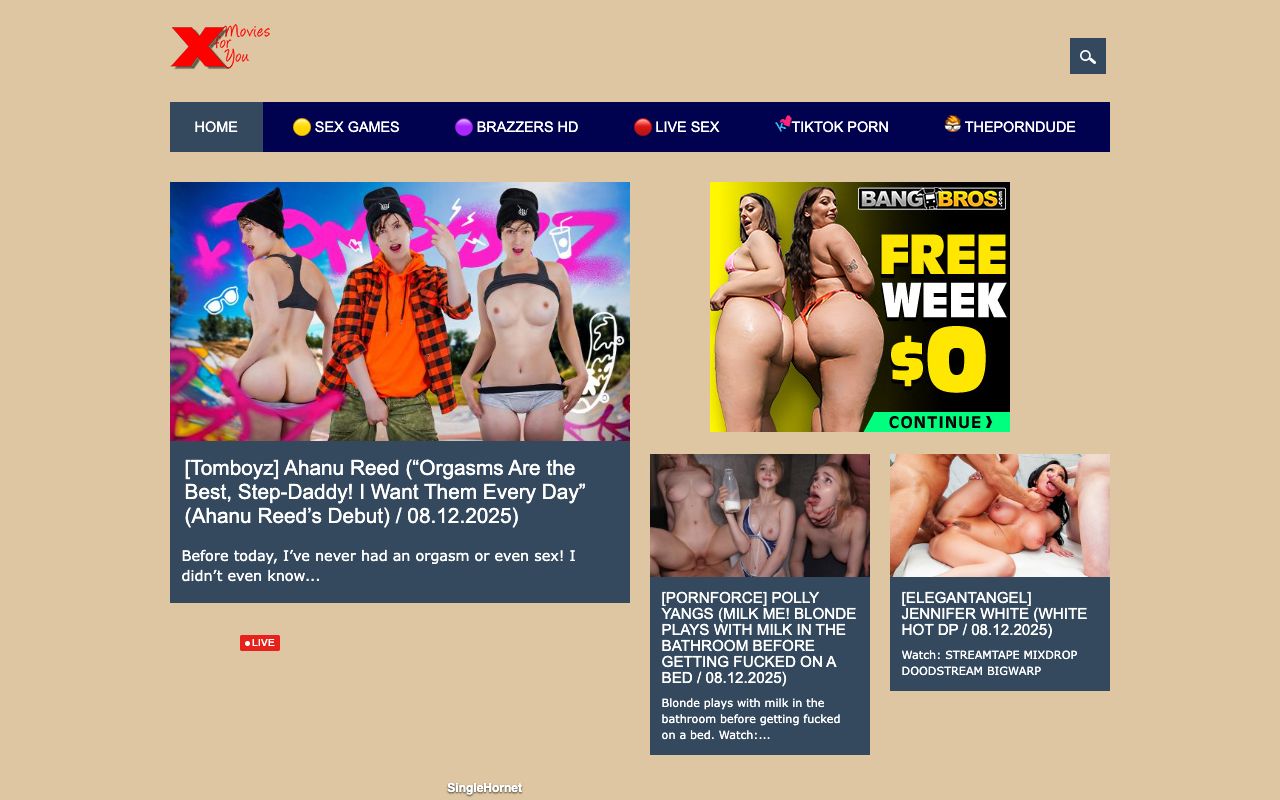 X Movies
for
You
HOME
SEX GAMES
BRAZZERS HD
LIVE SEX
TIKTOK PORN
THEPORNDUDE
TOMBOYZ
[Tomboyz] Ahanu Reed (“Orgasms Are the
Best, Step-Daddy! I Want Them Every Day”
(Ahanu Reed’s Debut) / 08.12.2025)
Before today, I’ve never had an orgasm or even sex! I
didn’t even know...
LIVE
SingleHornet
BANGBROS.com
FREE
WEEK
$0
CONTINUE ❯
[PORNFORCE] POLLY
YANGS (MILK ME! BLONDE
PLAYS WITH MILK IN THE
BATHROOM BEFORE
GETTING FUCKED ON A
BED / 08.12.2025)
Blonde plays with milk in the
bathroom before getting fucked
on a bed. Watch:...
[ELEGANTANGEL]
JENNIFER WHITE (WHITE
HOT DP / 08.12.2025)
Watch: STREAMTAPE MIXDROP
DOODSTREAM BIGWARP